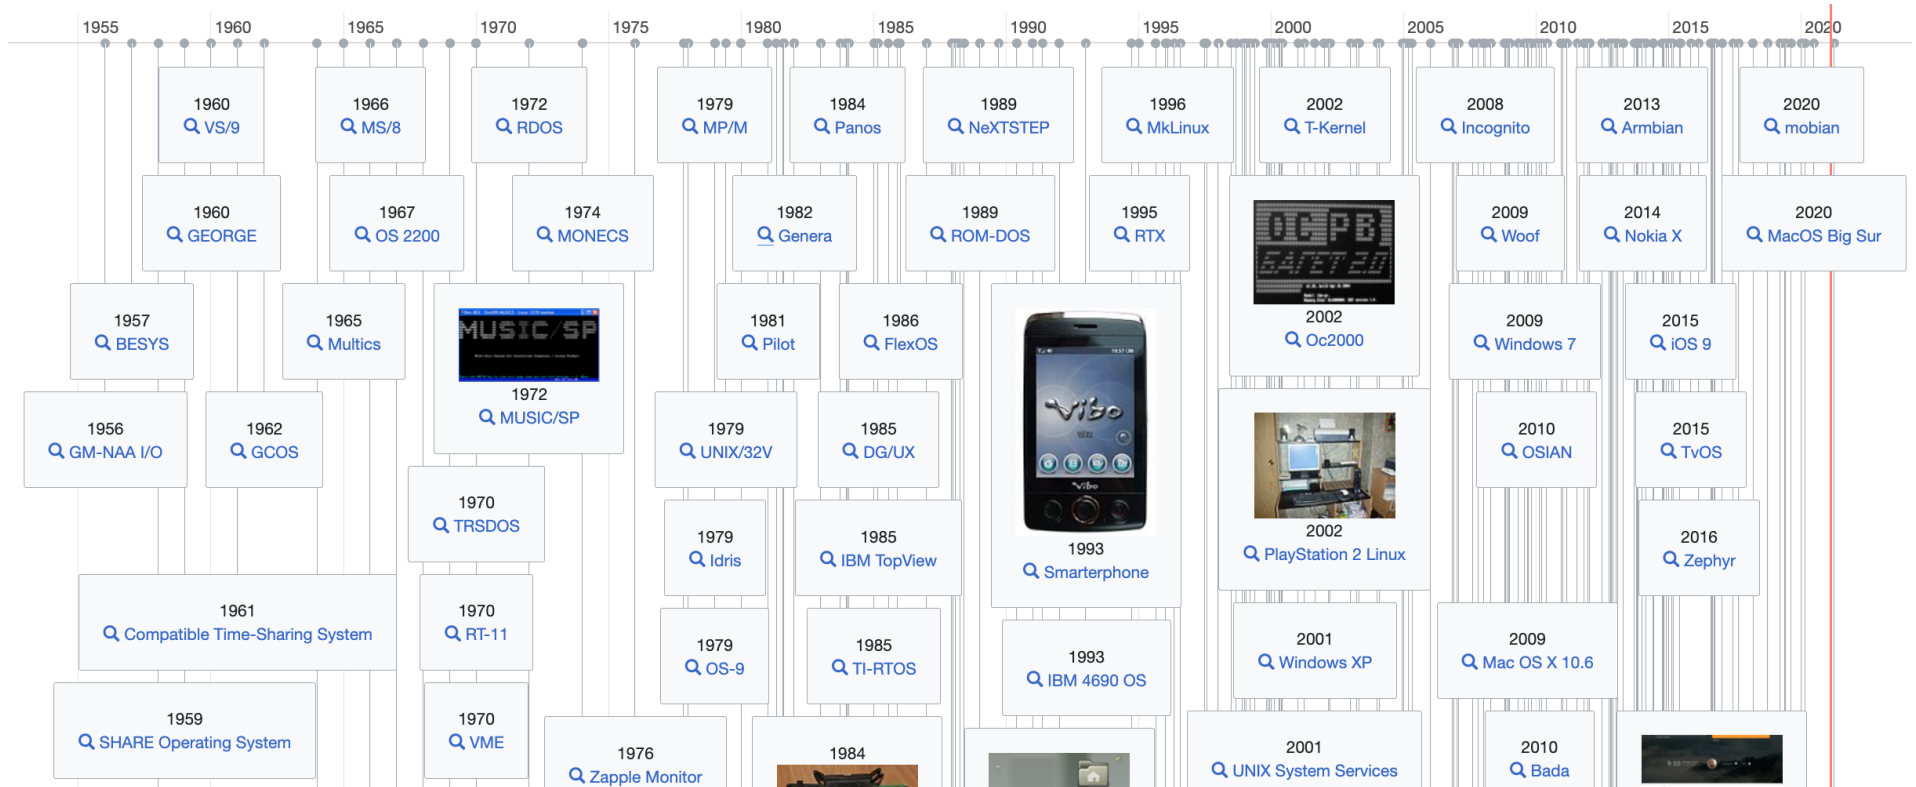 1955
1960
1965
1970
1975
1980
1985
1990
1995
2000
2005
2010
2015
2020
1960
VS/9
1966
MS/8
1972
RDOS
1979
MP/M
1984
Panos
1989
NeXTSTEP
1996
MkLinux
2002
T-Kernel
2008
Incognito
2013
Armbian
2020
mobian
1960
GEORGE
1967
OS 2200
1974
MONECS
1982
Genera
1989
ROM-DOS
1995
RTX
2002
Oc2000
2009
Woof
2014
Nokia X
2020
MacOS Big Sur
1957
BESYS
1965
Multics
MUSIC/SP
1972
MUSIC/SP
1981
Pilot
1986
FlexOS
Vibo
Vibo
1993
Smarterphone
2009
Windows 7
2015
iOS 9
1956
GM-NAA I/O
1962
GCOS
1979
UNIX/32V
1985
DG/UX
2002
PlayStation 2 Linux
2010
OSIAN
2015
TvOS
1970
TRSDOS
1979
Idris
1985
IBM TopView
2016
Zephyr
1961
Compatible Time-Sharing System
1970
RT-11
1979
OS-9
1985
TI-RTOS
1993
IBM 4690 OS
2001
Windows XP
2009
Mac OS X 10.6
1959
SHARE Operating System
1970
VME
1976
Zapple Monitor
1984
2001
UNIX System Services
2010
Bada